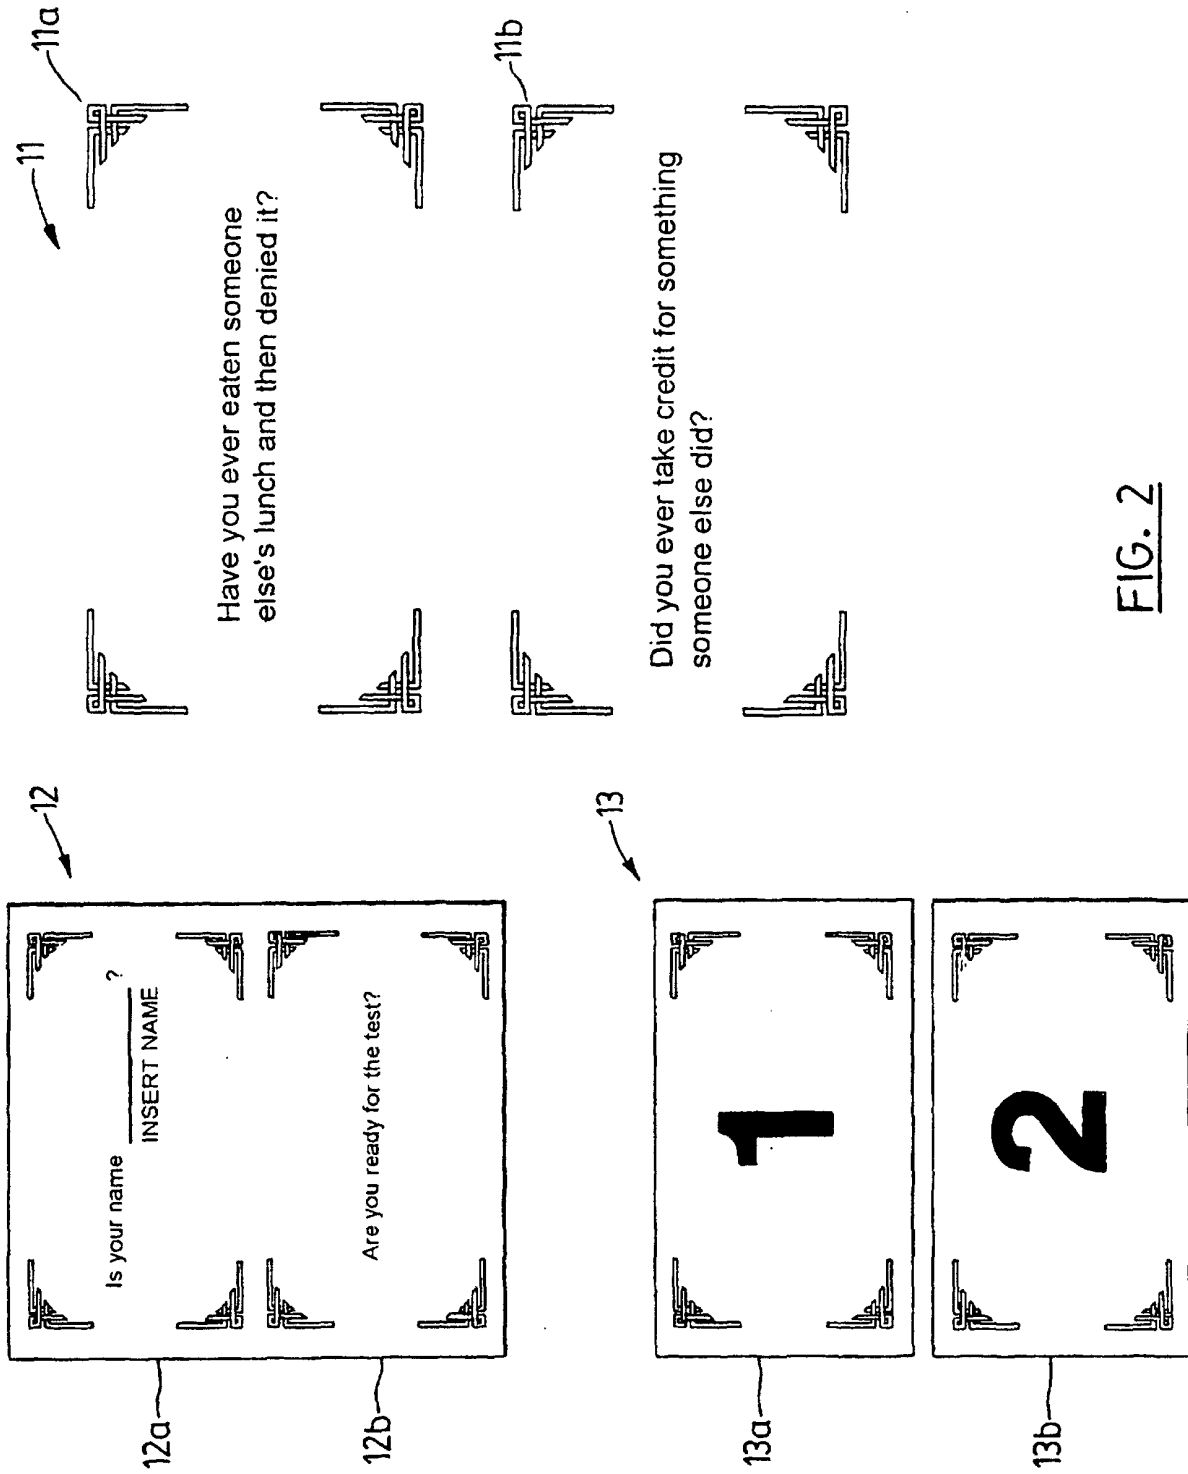 12
Is your name ______ ?
INSERT NAME
12a
Are you ready for the test?
12b
13
1
13a
2
13b
11
11a
Have you ever eaten someone
else's lunch and then denied it?
11b
Did you ever take credit for something
someone else did?
FIG. 2